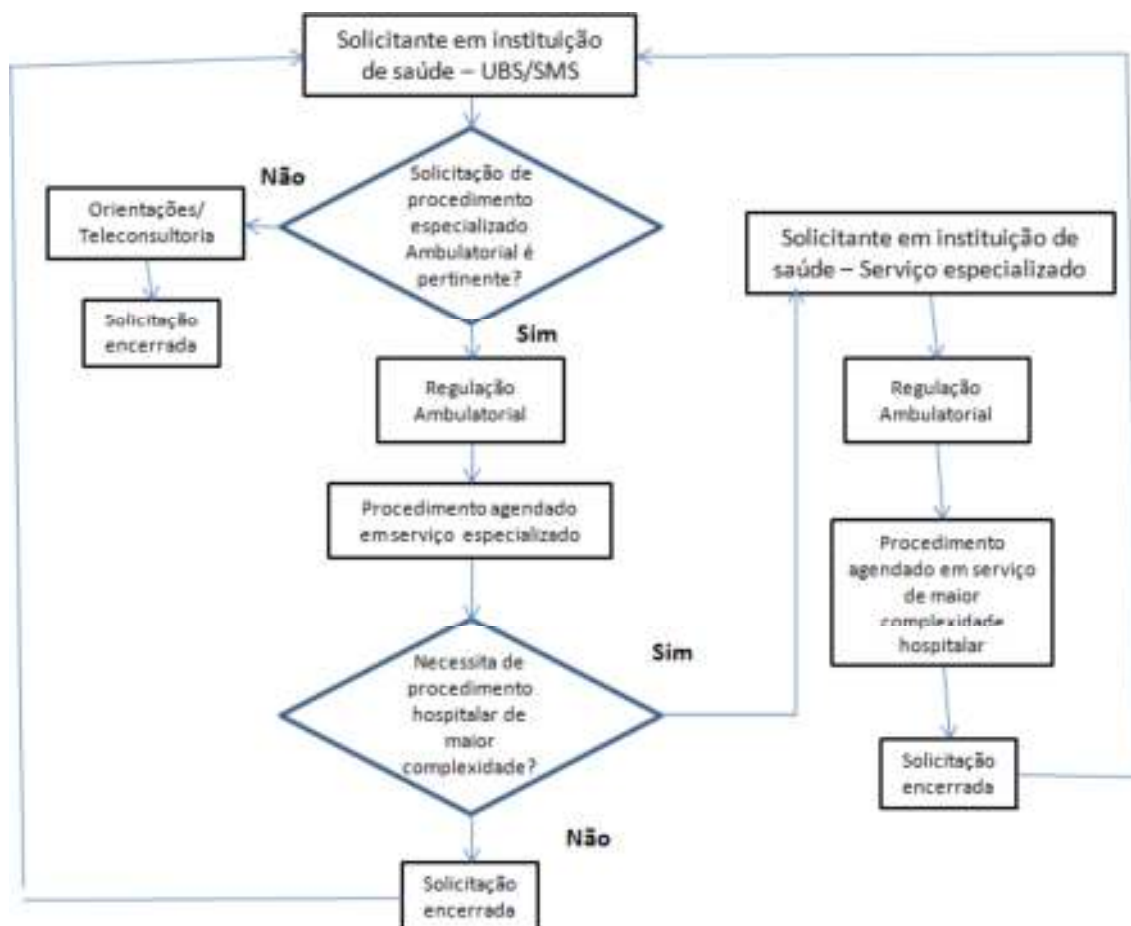 Solicitante em instituição
de saúde – UBS/SMS
Solicitação de
procedimento
especializado
Ambulatorial é
pertinente?
Não
Orientações/
Teleconsultoria
Solicitação
encerrada
Sim
Regulação
Ambulatorial
Procedimento agendado
em serviço especializado
Necessita de
procedimento
hospitalar de
maior
complexidade?
Não
Solicitação
encerrada
Sim
Solicitante em instituição de
saúde – Serviço especializado
Regulação
Ambulatorial
Procedimento
agendado em serviço
de maior
complexidade
hospitalar
Solicitação
encerrada